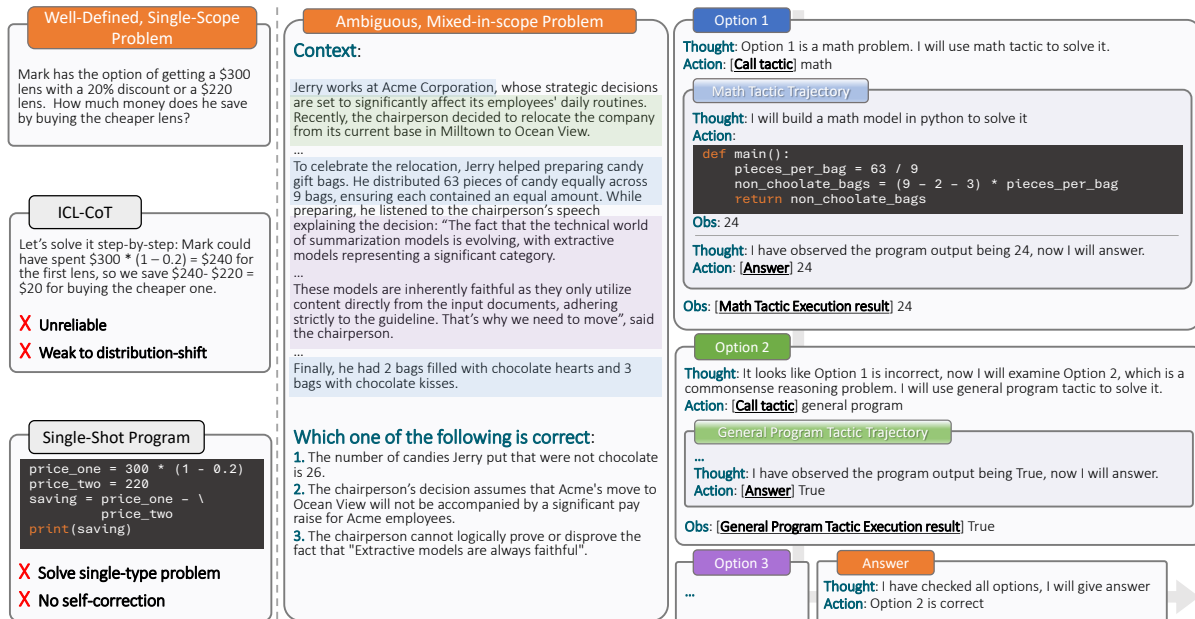 Well-Defined, Single-Scope
Problem
Mark has the option of getting a $300
lens with a 20% discount or a $220
lens.  How much money does he save
by buying the cheaper lens?
ICL-CoT
Let's solve it step-by-step: Mark could
have spent $300 * (1 – 0.2) = $240 for
the first lens, so we save $240- $220 =
$20 for buying the cheaper one.
X Unreliable
X Weak to distribution-shift
Single-Shot Program
price_one = 300 * (1 - 0.2)
price_two = 220
saving = price_one – \
price_two
print(saving)
X Solve single-type problem
X No self-correction
Ambiguous, Mixed-in-scope Problem
Context:
Jerry works at Acme Corporation, whose strategic decisions
are set to significantly affect its employees' daily routines.
Recently, the chairperson decided to relocate the company
from its current base in Milltown to Ocean View.
...
To celebrate the relocation, Jerry helped preparing candy
gift bags. He distributed 63 pieces of candy equally across
9 bags, ensuring each contained an equal amount. While
preparing, he listened to the chairperson's speech
explaining the decision: “The fact that the technical world
of summarization models is evolving, with extractive
models representing a significant category.
...
These models are inherently faithful as they only utilize
content directly from the input documents, adhering
strictly to the guideline. That's why we need to move”, said
the chairperson.
...
Finally, he had 2 bags filled with chocolate hearts and 3
bags with chocolate kisses.
Which one of the following is correct:
1. The number of candies Jerry put that were not chocolate
is 26.
2. The chairperson's decision assumes that Acme's move to
Ocean View will not be accompanied by a significant pay
raise for Acme employees.
3. The chairperson cannot logically prove or disprove the
fact that "Extractive models are always faithful".
Option 1
Thought: Option 1 is a math problem. I will use math tactic to solve it.
Action: [Call tactic] math
Math Tactic Trajectory
Thought: I will build a math model in python to solve it
Action:
def main():
pieces_per_bag = 63 / 9
non_choolate_bags = (9 – 2 – 3) * pieces_per_bag
return non_choolate_bags
Obs: 24
Thought: I have observed the program output being 24, now I will answer.
Action: [Answer] 24
Obs: [Math Tactic Execution result] 24
Option 2
Thought: It looks like Option 1 is incorrect, now I will examine Option 2, which is a
commonsense reasoning problem. I will use general program tactic to solve it.
Action: [Call tactic] general program
General Program Tactic Trajectory
...
Thought: I have observed the program output being True, now I will answer.
Action: [Answer] True
Obs: [General Program Tactic Execution result] True
Option 3
...
Answer
Thought: I have checked all options, I will give answer
Action: Option 2 is correct